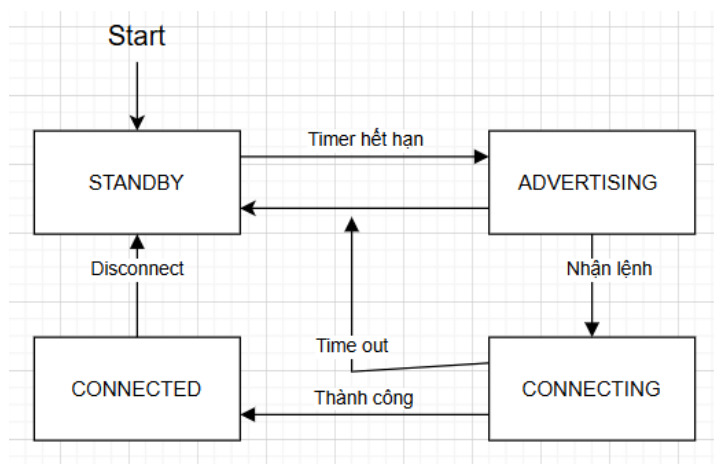 Start
Timer hết hạn
STANDBY
ADVERTISING
Disconnect
Nhận lệnh
Time out
CONNECTED
Thành công
CONNECTING